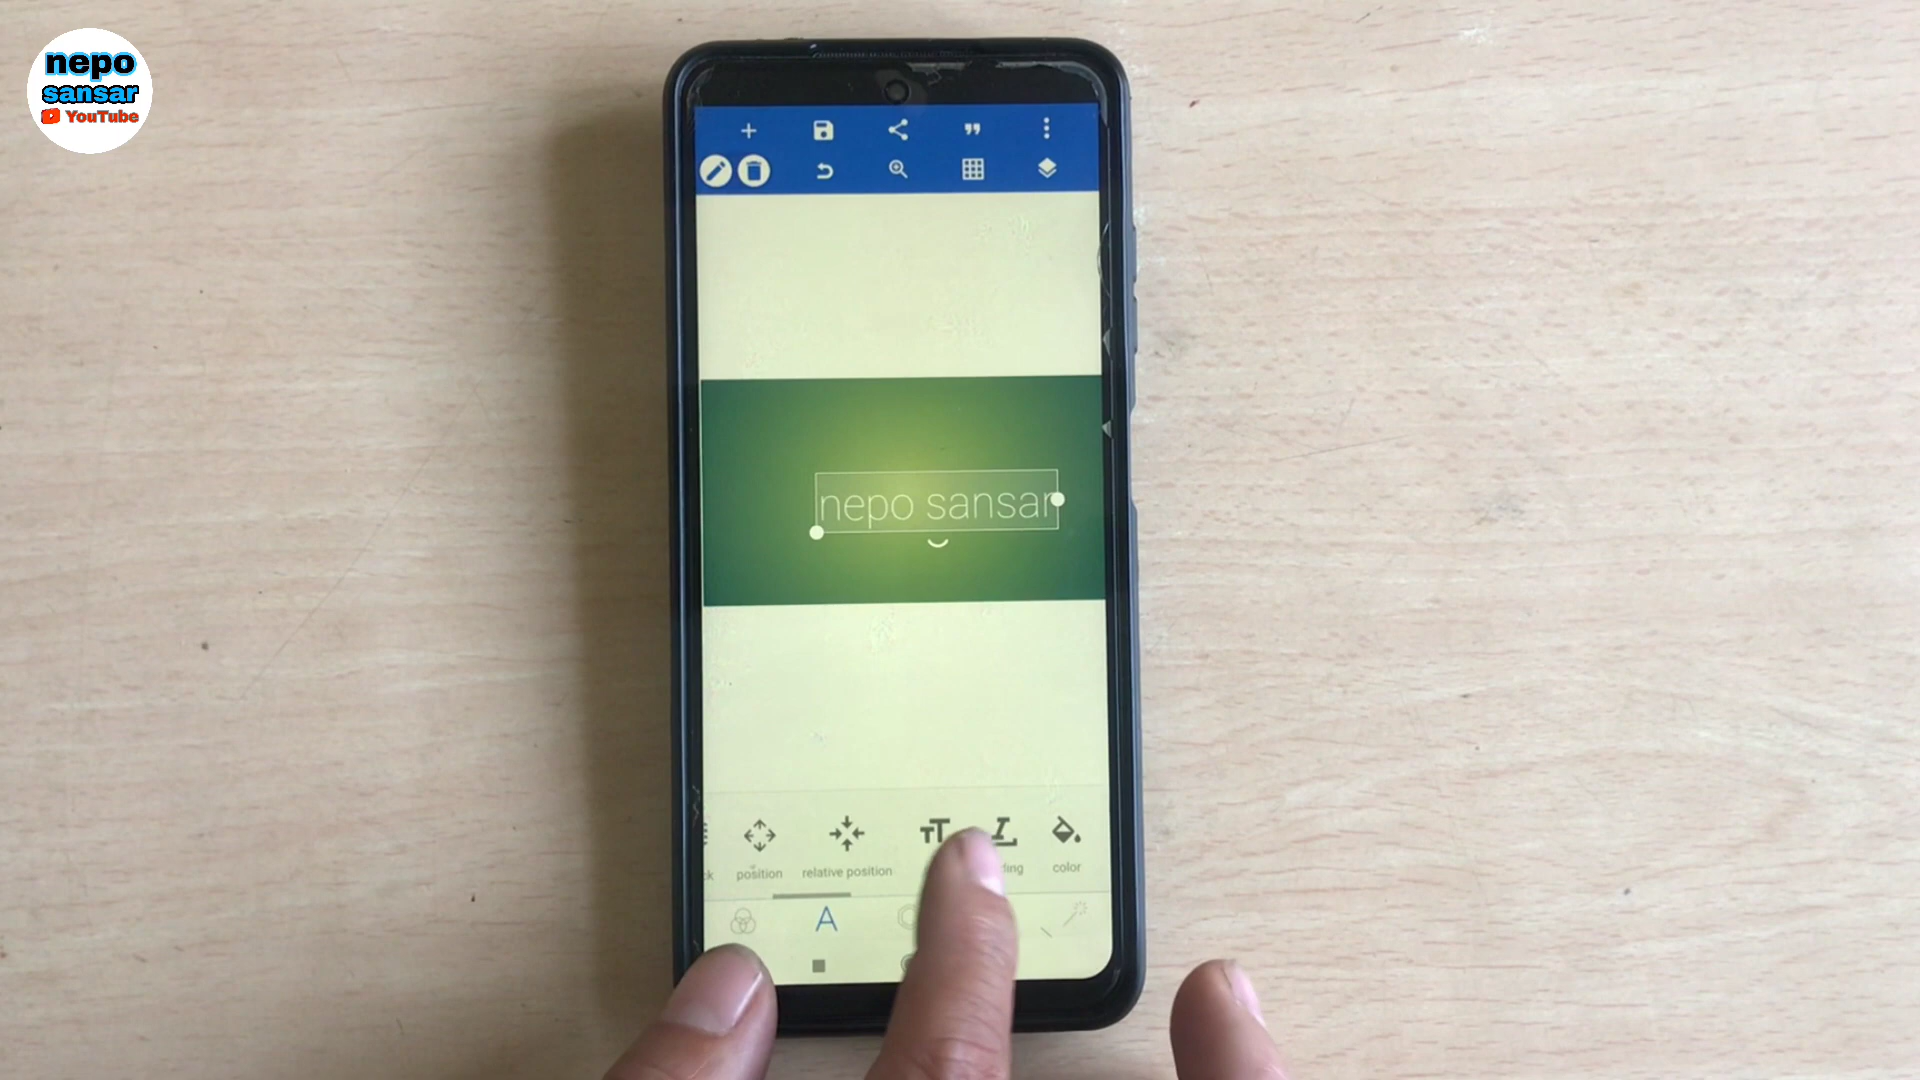 nepo
sansar
YouTube
nepo sansar
position
relative position
color